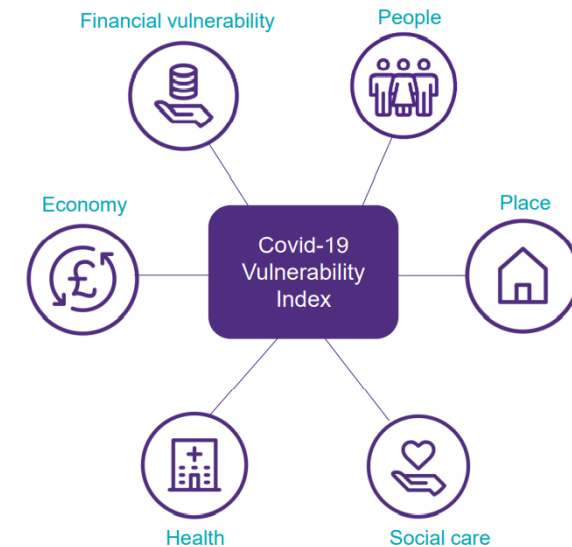 Financial vulnerability
People
Economy
Place
Covid-19
Vulnerability
Index
£
Health
Social care